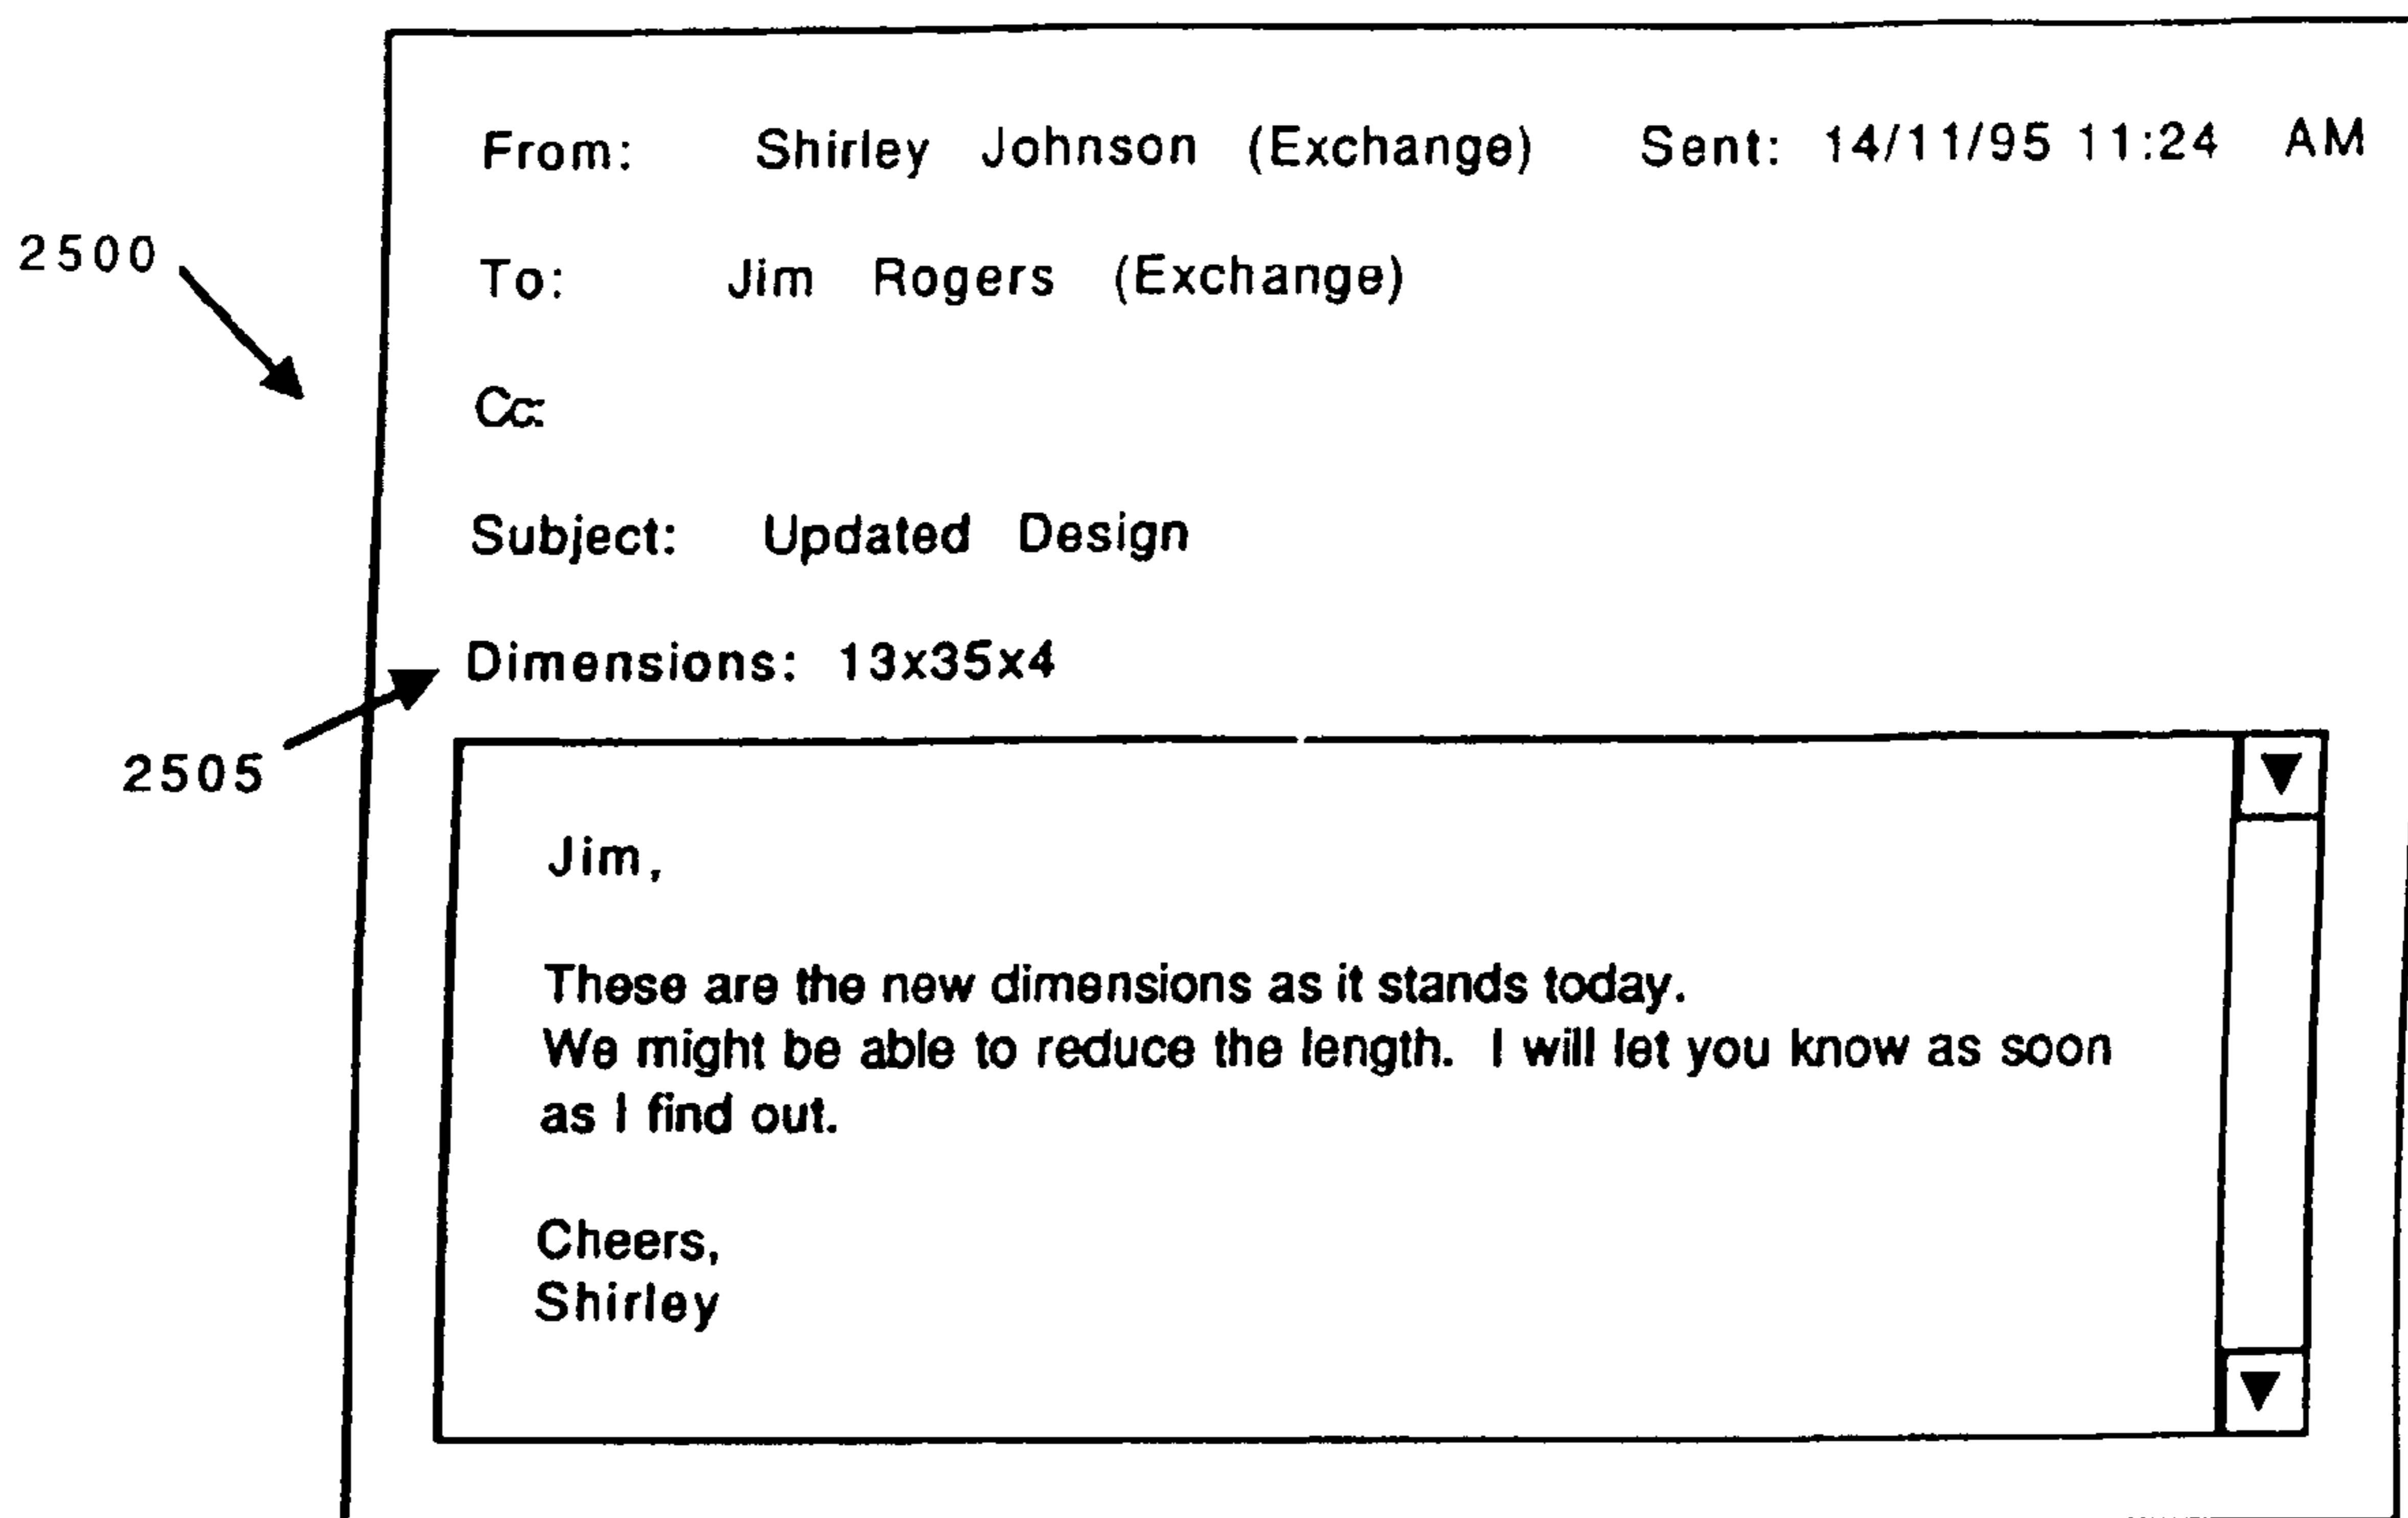 From: Shirley Johnson (Exchange) Sent: 14/11/95 11:24 AM
2500
To: Jim Rogers (Exchange)
Cc:
Subject: Updated Design
Dimensions: 13x35x4
2505
Jim,
These are the new dimensions as it stands today.
We might be able to reduce the length. I will let you know as soon
as I find out.
Cheers,
Shirley